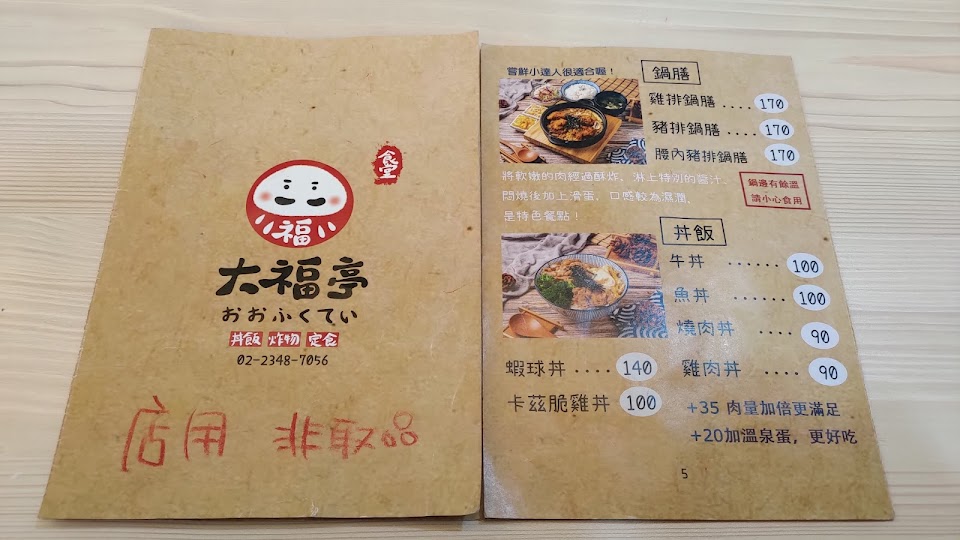 食堂
福
大福亭
おおふくてい
丼飯 炸物 定食
02-2348-7056
店用 非取品
嘗鮮小達人很適合喔！
鍋膳
雞排鍋膳 .... 170
豬排鍋膳 .... 170
腰內豬排鍋膳 170
將軟嫩的肉經過酥炸，淋上特別的醬汁，
悶燒後加上滑蛋，口感較為濕潤，
是特色餐點！
鍋邊有餘溫
請小心食用
丼飯
牛丼 ...... 100
魚丼 ...... 100
燒肉丼 ..... 90
雞肉丼 ..... 90
蝦球丼 .... 140
卡茲脆雞丼 100
+35 肉量加倍更滿足
+20加溫泉蛋，更好吃
5